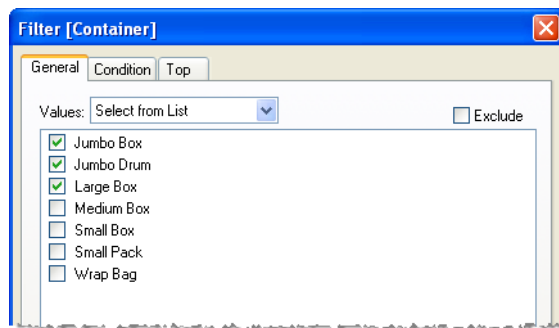 Filter [Container]
General Condition Top
Values: Select from List Exclude
Jumbo Box
Jumbo Drum
Large Box
Medium Box
Small Box
Small Pack
Wrap Bag